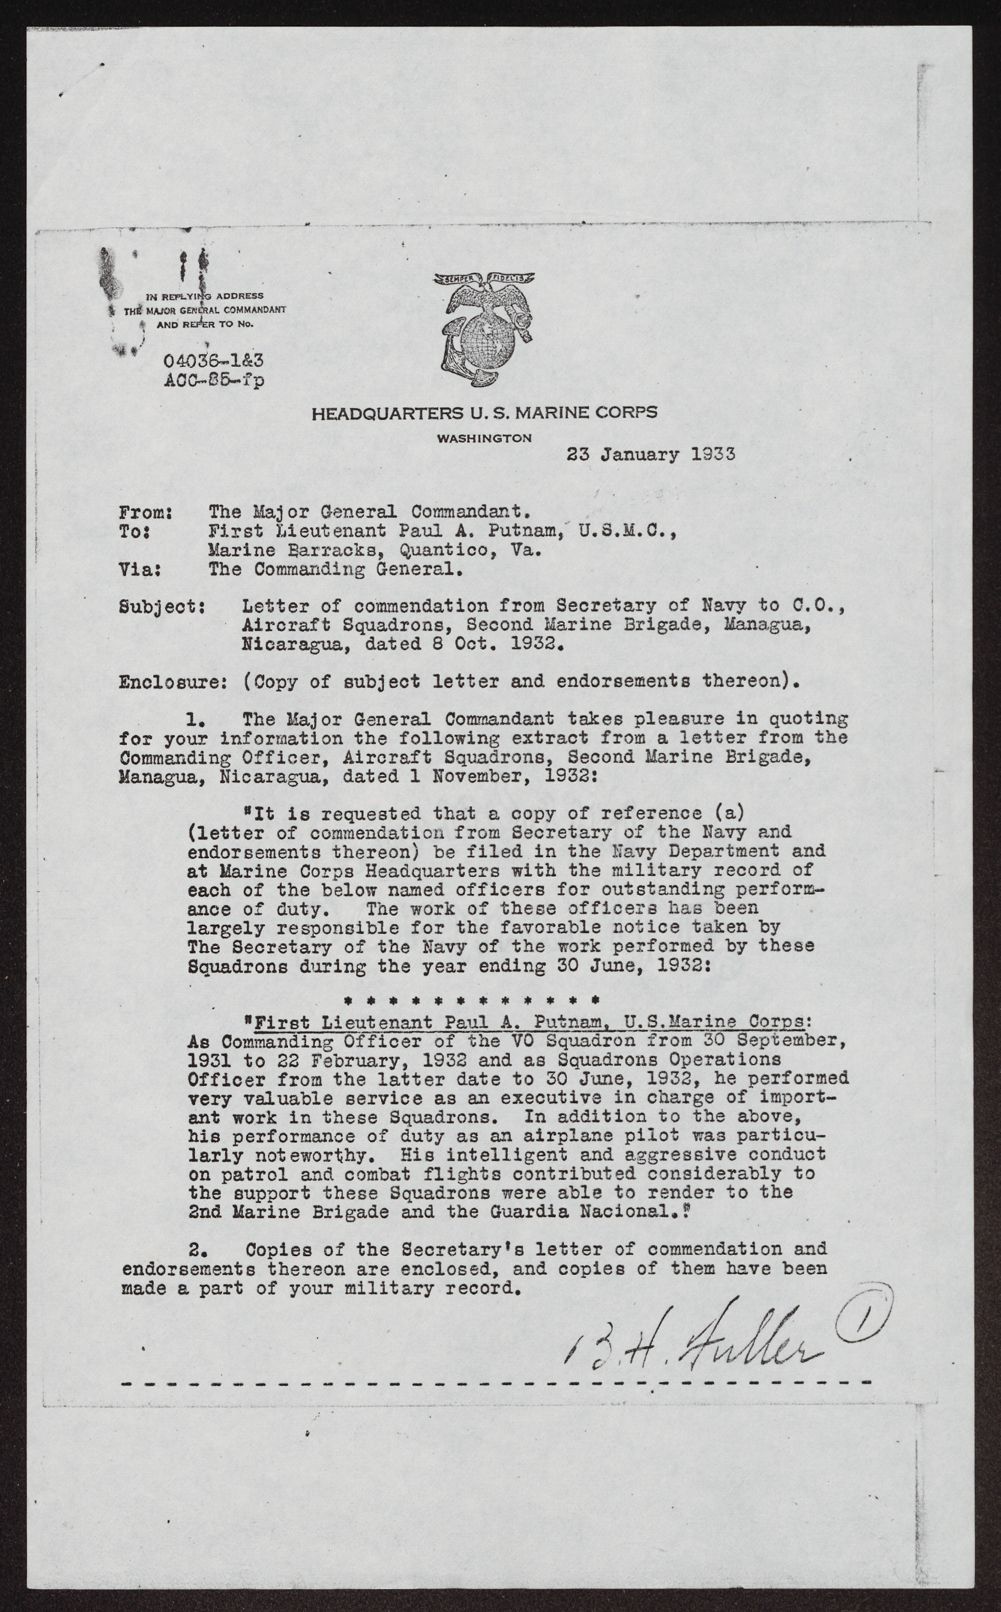 SEMPER FIDELIS
IN REPLYING ADDRESS
THE MAJOR GENERAL COMMANDANT
AND REFER TO No.
04036-1&3
ACC-85-fp
HEADQUARTERS U. S. MARINE CORPS
WASHINGTON
23 January 1933
From: The Major General Commandant.
To: First Lieutenant Paul A. Putnam, U.S.M.C.,
Marine Barracks, Quantico, Va.
Via: The Commanding General.
Subject: Letter of commendation from Secretary of Navy to C.O.,
Aircraft Squadrons, Second Marine Brigade, Managua,
Nicaragua, dated 8 Oct. 1932.
Enclosure: (Copy of subject letter and endorsements thereon).
1. The Major General Commandant takes pleasure in quoting
for your information the following extract from a letter from the
Commanding Officer, Aircraft Squadrons, Second Marine Brigade,
Managua, Nicaragua, dated 1 November, 1932:
"It is requested that a copy of reference (a)
(letter of commendation from Secretary of the Navy and
endorsements thereon) be filed in the Navy Department and
at Marine Corps Headquarters with the military record of
each of the below named officers for outstanding perform-
ance of duty. The work of these officers has been
largely responsible for the favorable notice taken by
The Secretary of the Navy of the work performed by these
Squadrons during the year ending 30 June, 1932:
* * * * * * * * * * * *
"First Lieutenant Paul A. Putnam, U.S.Marine Corps:
As Commanding Officer of the VO Squadron from 30 September,
1931 to 22 February, 1932 and as Squadrons Operations
Officer from the latter date to 30 June, 1932, he performed
very valuable service as an executive in charge of import-
ant work in these Squadrons. In addition to the above,
his performance of duty as an airplane pilot was particu-
larly noteworthy. His intelligent and aggressive conduct
on patrol and combat flights contributed considerably to
the support these Squadrons were able to render to the
2nd Marine Brigade and the Guardia Nacional."
2. Copies of the Secretary's letter of commendation and
endorsements thereon are enclosed, and copies of them have been
made a part of your military record.
1
B.H. Fuller